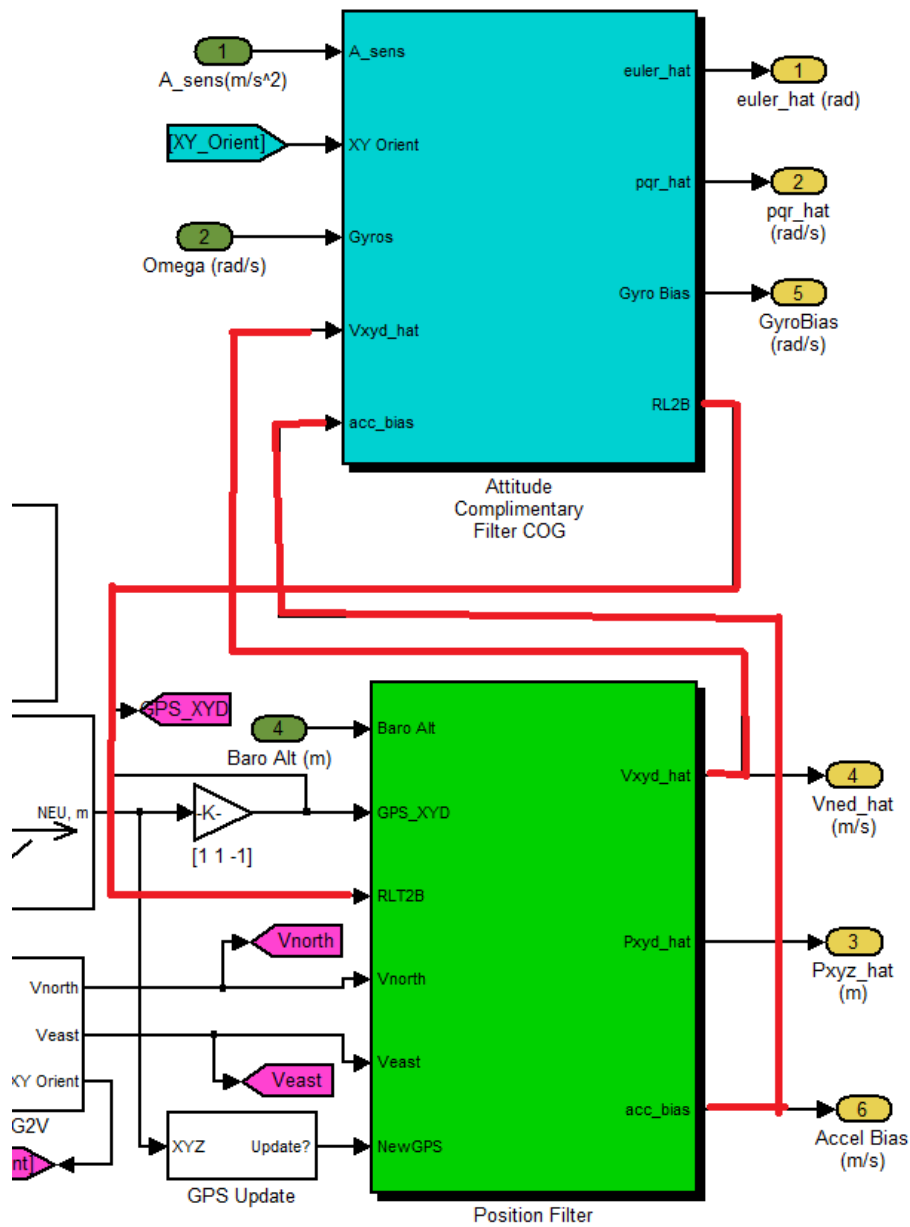 1
A_sens(m/s^2)
[XY_Orient]
2
Omega (rad/s)
A_sens
XY Orient
Gyros
Vxyd_hat
acc_bias
euler_hat
pqr_hat
Gyro Bias
RL2B
1
euler_hat (rad)
2
pqr_hat
(rad/s)
5
GyroBias
(rad/s)
Attitude
Complimentary
Filter COG
GPS_XYD
4
Baro Alt (m)
NEU, m
-K-
[1 1 -1]
Baro Alt
GPS_XYD
RLT2B
Vnorth
Veast
NewGPS
Vxyd_hat
Pxyd_hat
acc_bias
4
Vned_hat
(m/s)
3
Pxyz_hat
(m)
6
Accel Bias
(m/s)
Vnorth
Vnorth
Veast
Veast
XY Orient
G2V
nt]
XYZ
Update?
GPS Update
Position Filter